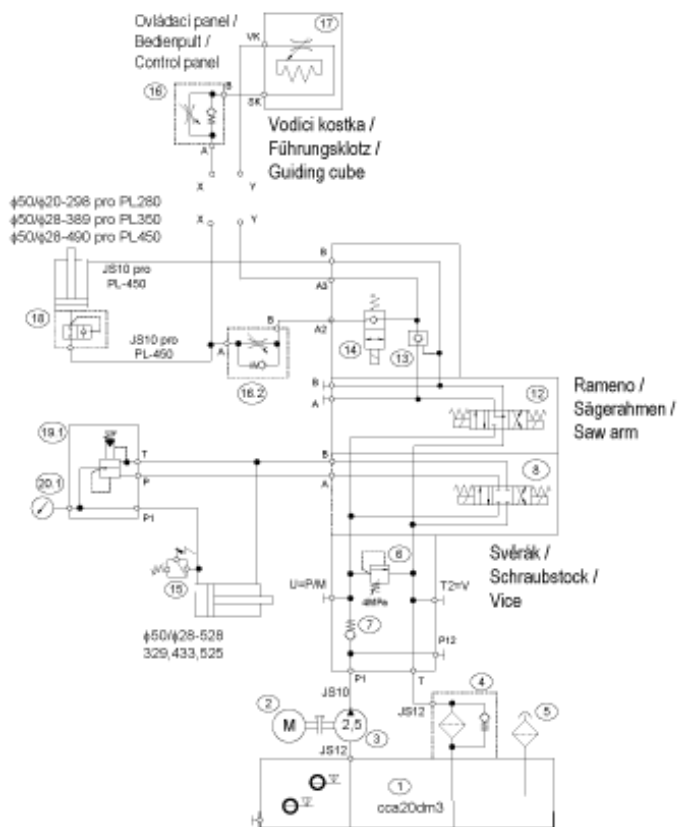 Ovládací panel /
Bedienpult /
Control panel
17
VK
16
B
SK
A
Vodící kostka /
Führungsklotz /
Guiding cube
X
Y
ϕ50/ϕ20-298 pro PL280
ϕ50/ϕ28-389 pro PL350
ϕ50/ϕ28-490 pro PL450
X
Y
B
JS10 pro
PL-450
A3
18
B
A2
JS10 pro
PL-450
A
14
13
16.2
B
A
12
Rameno /
Sägerahmen /
Saw arm
19.1
T
P
B
A
8
20.1
P1
Svěrák /
Schraubstock /
Vice
6
U=P/M
4MPa
T2=V
15
7
ϕ50/ϕ28-528
329,433,525
P12
P1
T
JS10
4
2
M
2,5
3
JS12
5
JS12
1
cca20dm3